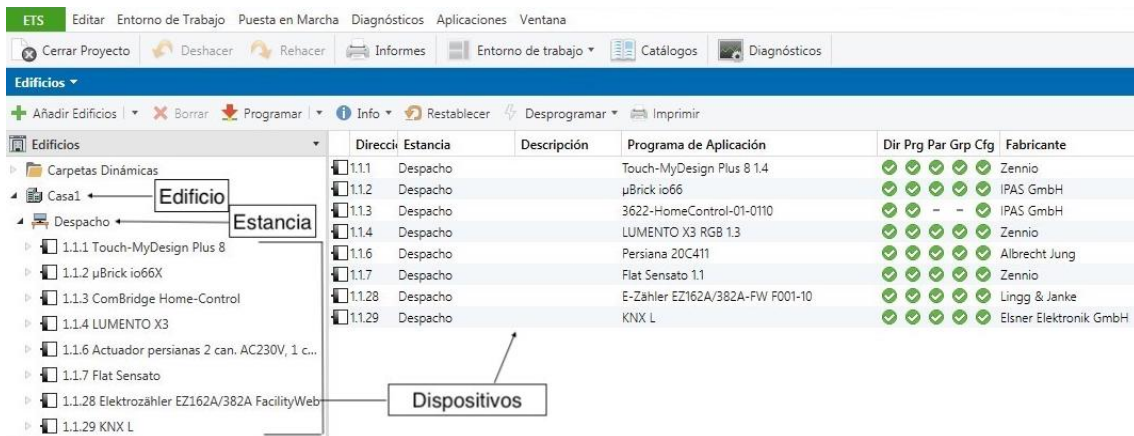 ETS Editar Entorno de Trabajo Puesta en Marcha Diagnósticos Aplicaciones Ventana
Cerrar Proyecto Deshacer Rehacer Informes Entorno de trabajo Catálogos Diagnósticos
Edificios
Añadir Edificios Borrar Programar Info Restablecer Desprogramar Imprimir
Edificios
Carpetas Dinámicas
Casa1
Edificio
Despacho
Estancia
1.1.1 Touch-MyDesign Plus 8
1.1.2 µBrick io66X
1.1.3 ComBridge Home-Control
1.1.4 LUMENTO X3
1.1.6 Actuador persianas 2 can. AC230V, 1 c...
1.1.7 Flat Sensato
1.1.28 Elektrozähler EZ162A/382A FacilityWeb
1.1.29 KNX L
Direcci Estancia Descripción Programa de Aplicación Dir Prg Par Grp Cfg Fabricante
1.1.1 Despacho Touch-MyDesign Plus 8 1.4 Zennio
1.1.2 Despacho µBrick io66 IPAS GmbH
1.1.3 Despacho 3622-HomeControl-01-0110 - - IPAS GmbH
1.1.4 Despacho LUMENTO X3 RGB 1.3 Zennio
1.1.6 Despacho Persiana 20C411 Albrecht Jung
1.1.7 Despacho Flat Sensato 1.1 Zennio
1.1.28 Despacho E-Zähler EZ162A/382A-FW F001-10 Lingg & Janke
1.1.29 Despacho KNX L Elsner Elektronik GmbH
Dispositivos